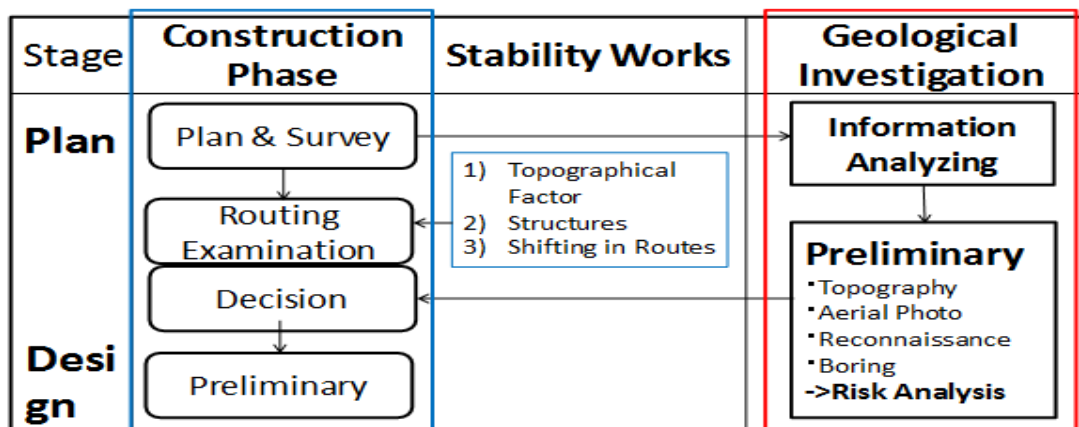 Stage
Construction
Phase
Stability Works
Geological
Investigation
Plan
Plan & Survey
Information
Analyzing
1) Topographical
Factor
2) Structures
3) Shifting in Routes
Routing
Examination
Decision
Preliminary
・Topography
・Aerial Photo
・Reconnaissance
・Boring
->Risk Analysis
Desi
gn
Preliminary